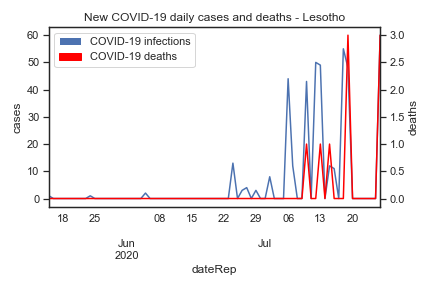 New COVID-19 daily cases and deaths - Lesotho
COVID-19 infections
COVID-19 deaths
cases
60
50
40
30
20
10
0
deaths
3.0
2.5
2.0
1.5
1.0
0.5
0.0
18 25 08 15 22 29 06 13 20
Jun Jul
2020
dateRep